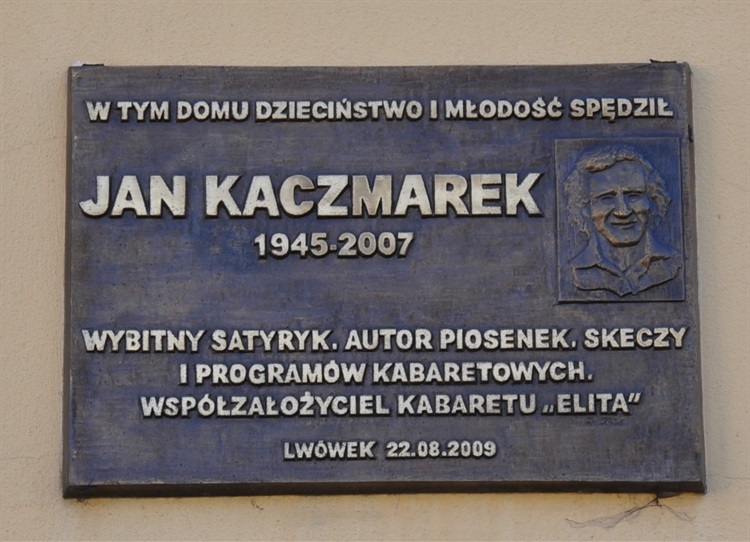 W TYM DOMU DZIECIŃSTWO I MŁODOŚĆ SPĘDZIŁ
JAN KACZMAREK
1945-2007
WYBITNY SATYRYK. AUTOR PIOSENEK. SKECZY
I PROGRAMÓW KABARETOWYCH.
WSPÓŁZAŁOŻYCIEL KABARETU „ELITA”
LWÓWEK 22.08.2009